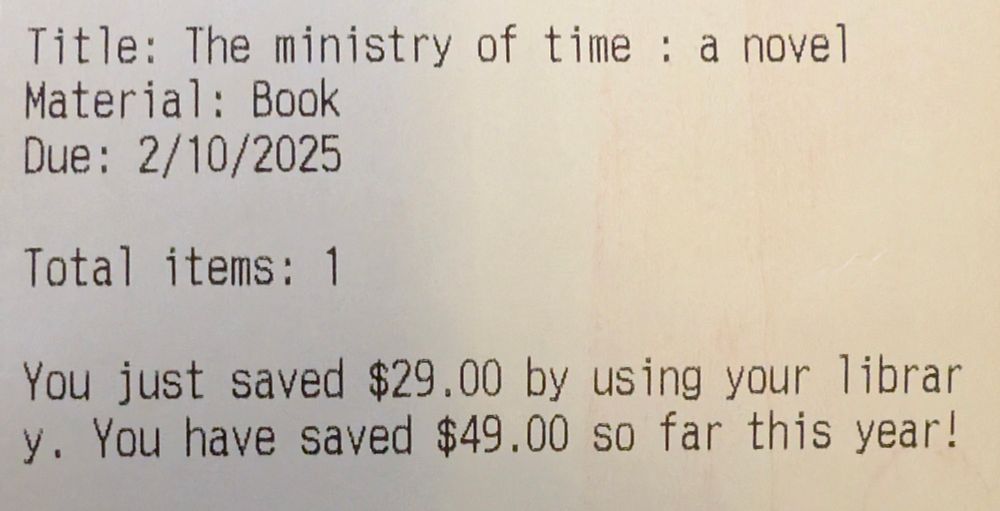 Title: The ministry of time : a novel
Material: Book
Due: 2/10/2025
Total items: 1
You just saved $29.00 by using your librar
y. You have saved $49.00 so far this year!